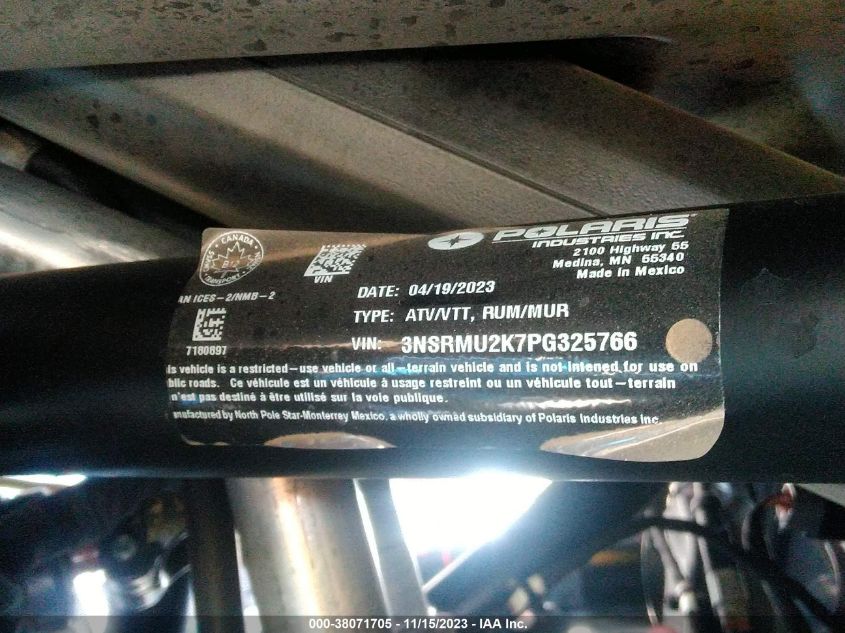 CANADA
TRANSPORT
VIN
AN ICES-2/NMB-2
7180897
POLARIS
INDUSTRIES INC.
2100 Highway 55
Medina, MN 55340
Made in Mexico
DATE: 04/19/2023
TYPE: ATV/VTT, RUM/MUR
VIN: 3NSRMU2K7PG325766
is vehicle is a restricted-use vehicle or all-terrain vehicle and is not intended for use on
blic roads. Ce véhicule est un véhicule à usage restreint ou un véhicule tout-terrain
n'est pas destiné à être utilisé sur la voie publique.
anufactured by North Pole Star-Monterrey Mexico, a wholly owned subsidiary of Polaris Industries Inc.
000-38071705 - 11/15/2023 - IAA Inc.